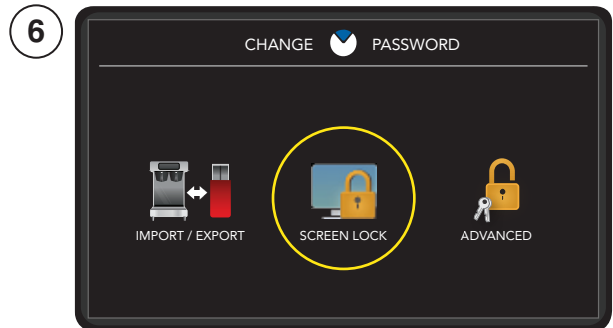 6
CHANGE PASSWORD
IMPORT / EXPORT
SCREEN LOCK
ADVANCED